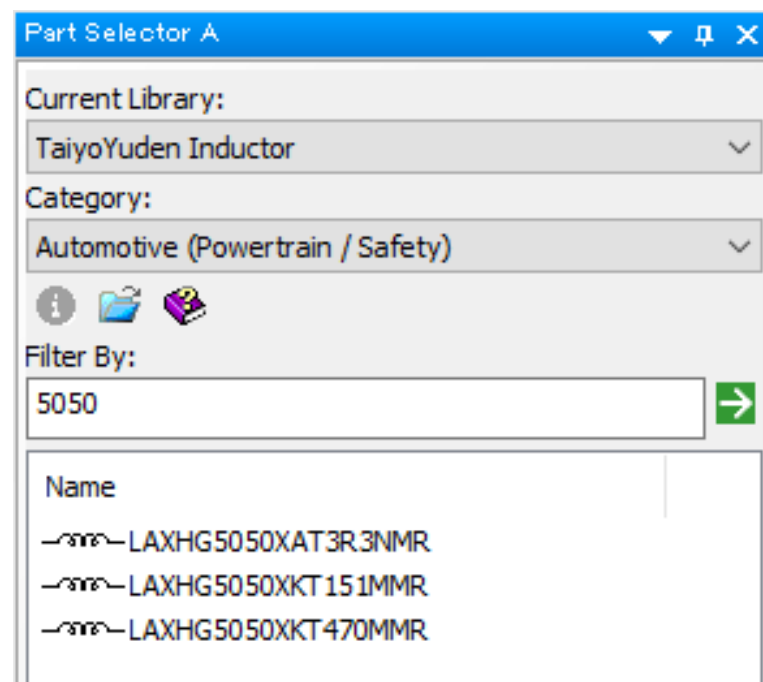 Part Selector A
Current Library:
TaiyoYuden Inductor
Category:
Automotive (Powertrain / Safety)
Filter By:
5050
Name
LAXHG5050XAT3R3NMR
LAXHG5050XKT151MMR
LAXHG5050XKT470MMR